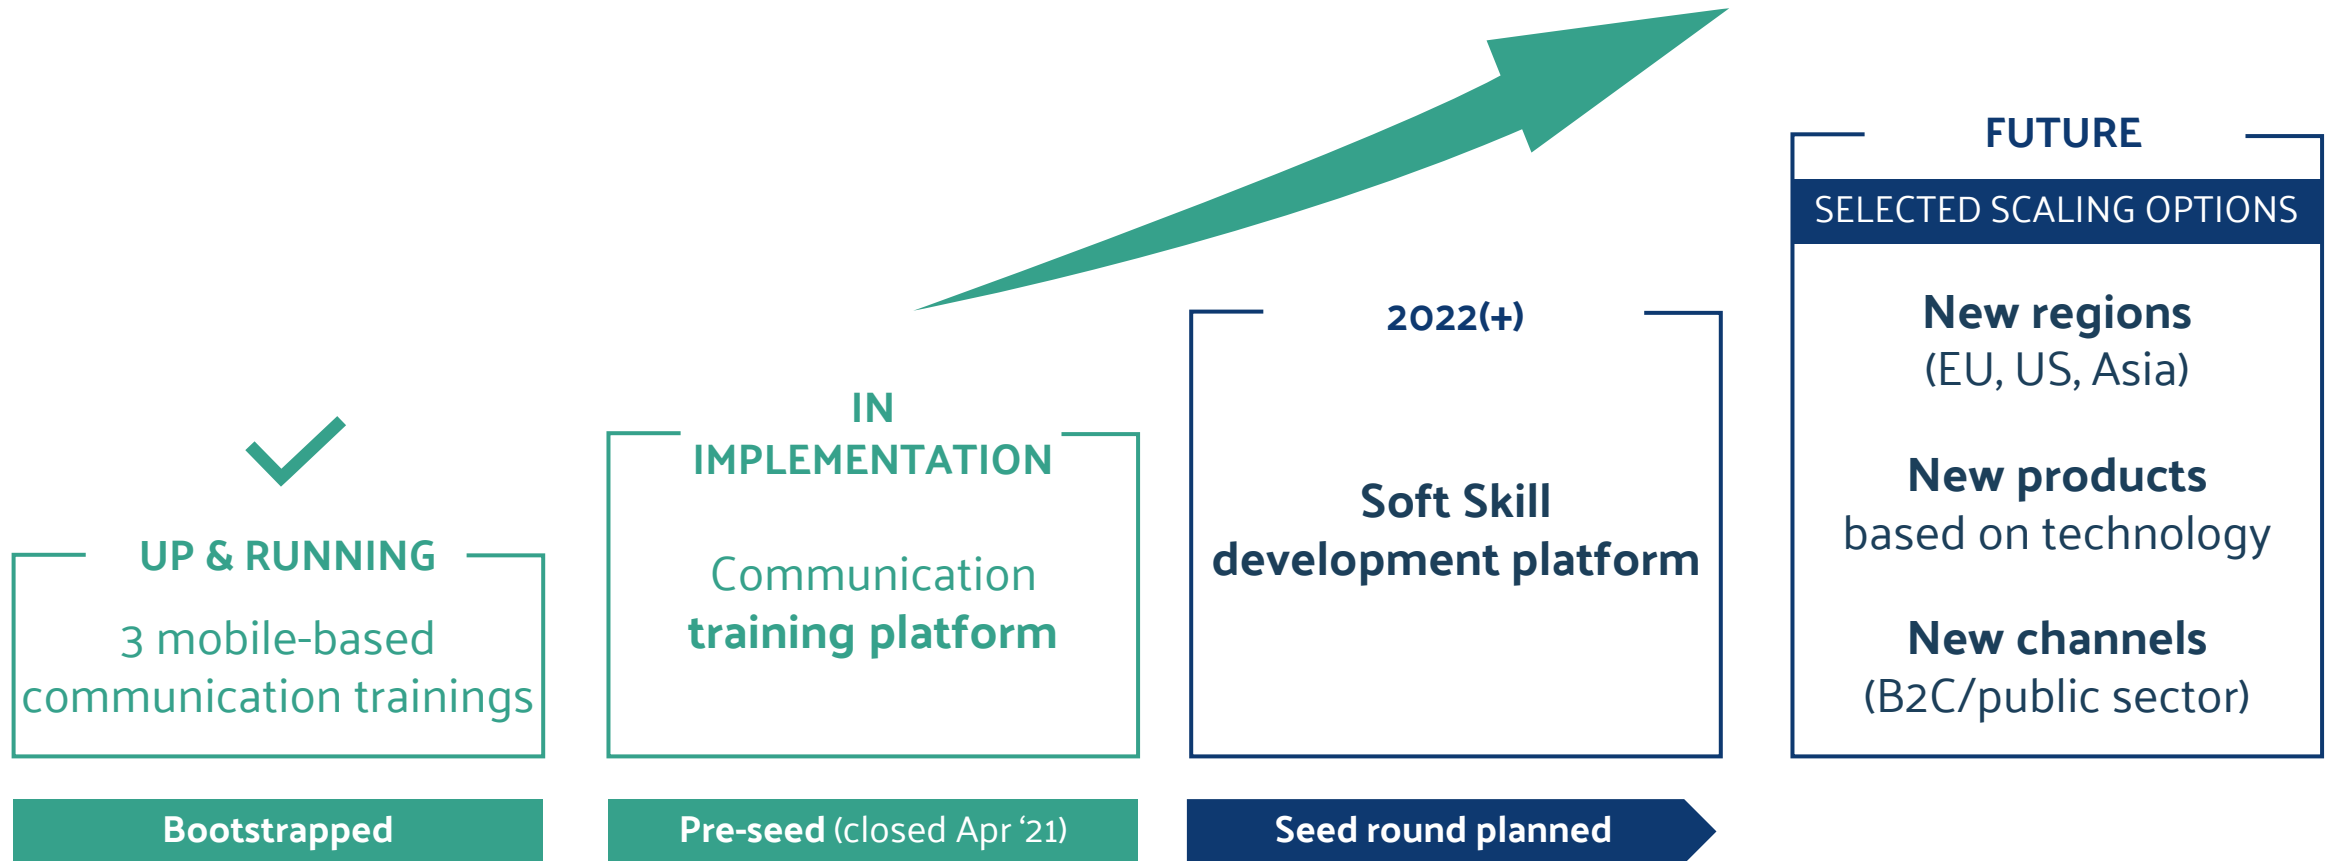 UP & RUNNING
3 mobile-based
communication trainings
Bootstrapped
IN
IMPLEMENTATION
Communication
training platform
Pre-seed (closed Apr ‘21)
2022(+)
Soft Skill
development platform
Seed round planned
FUTURE
SELECTED SCALING OPTIONS
New regions
(EU, US, Asia)
New products
based on technology
New channels
(B2C/public sector)